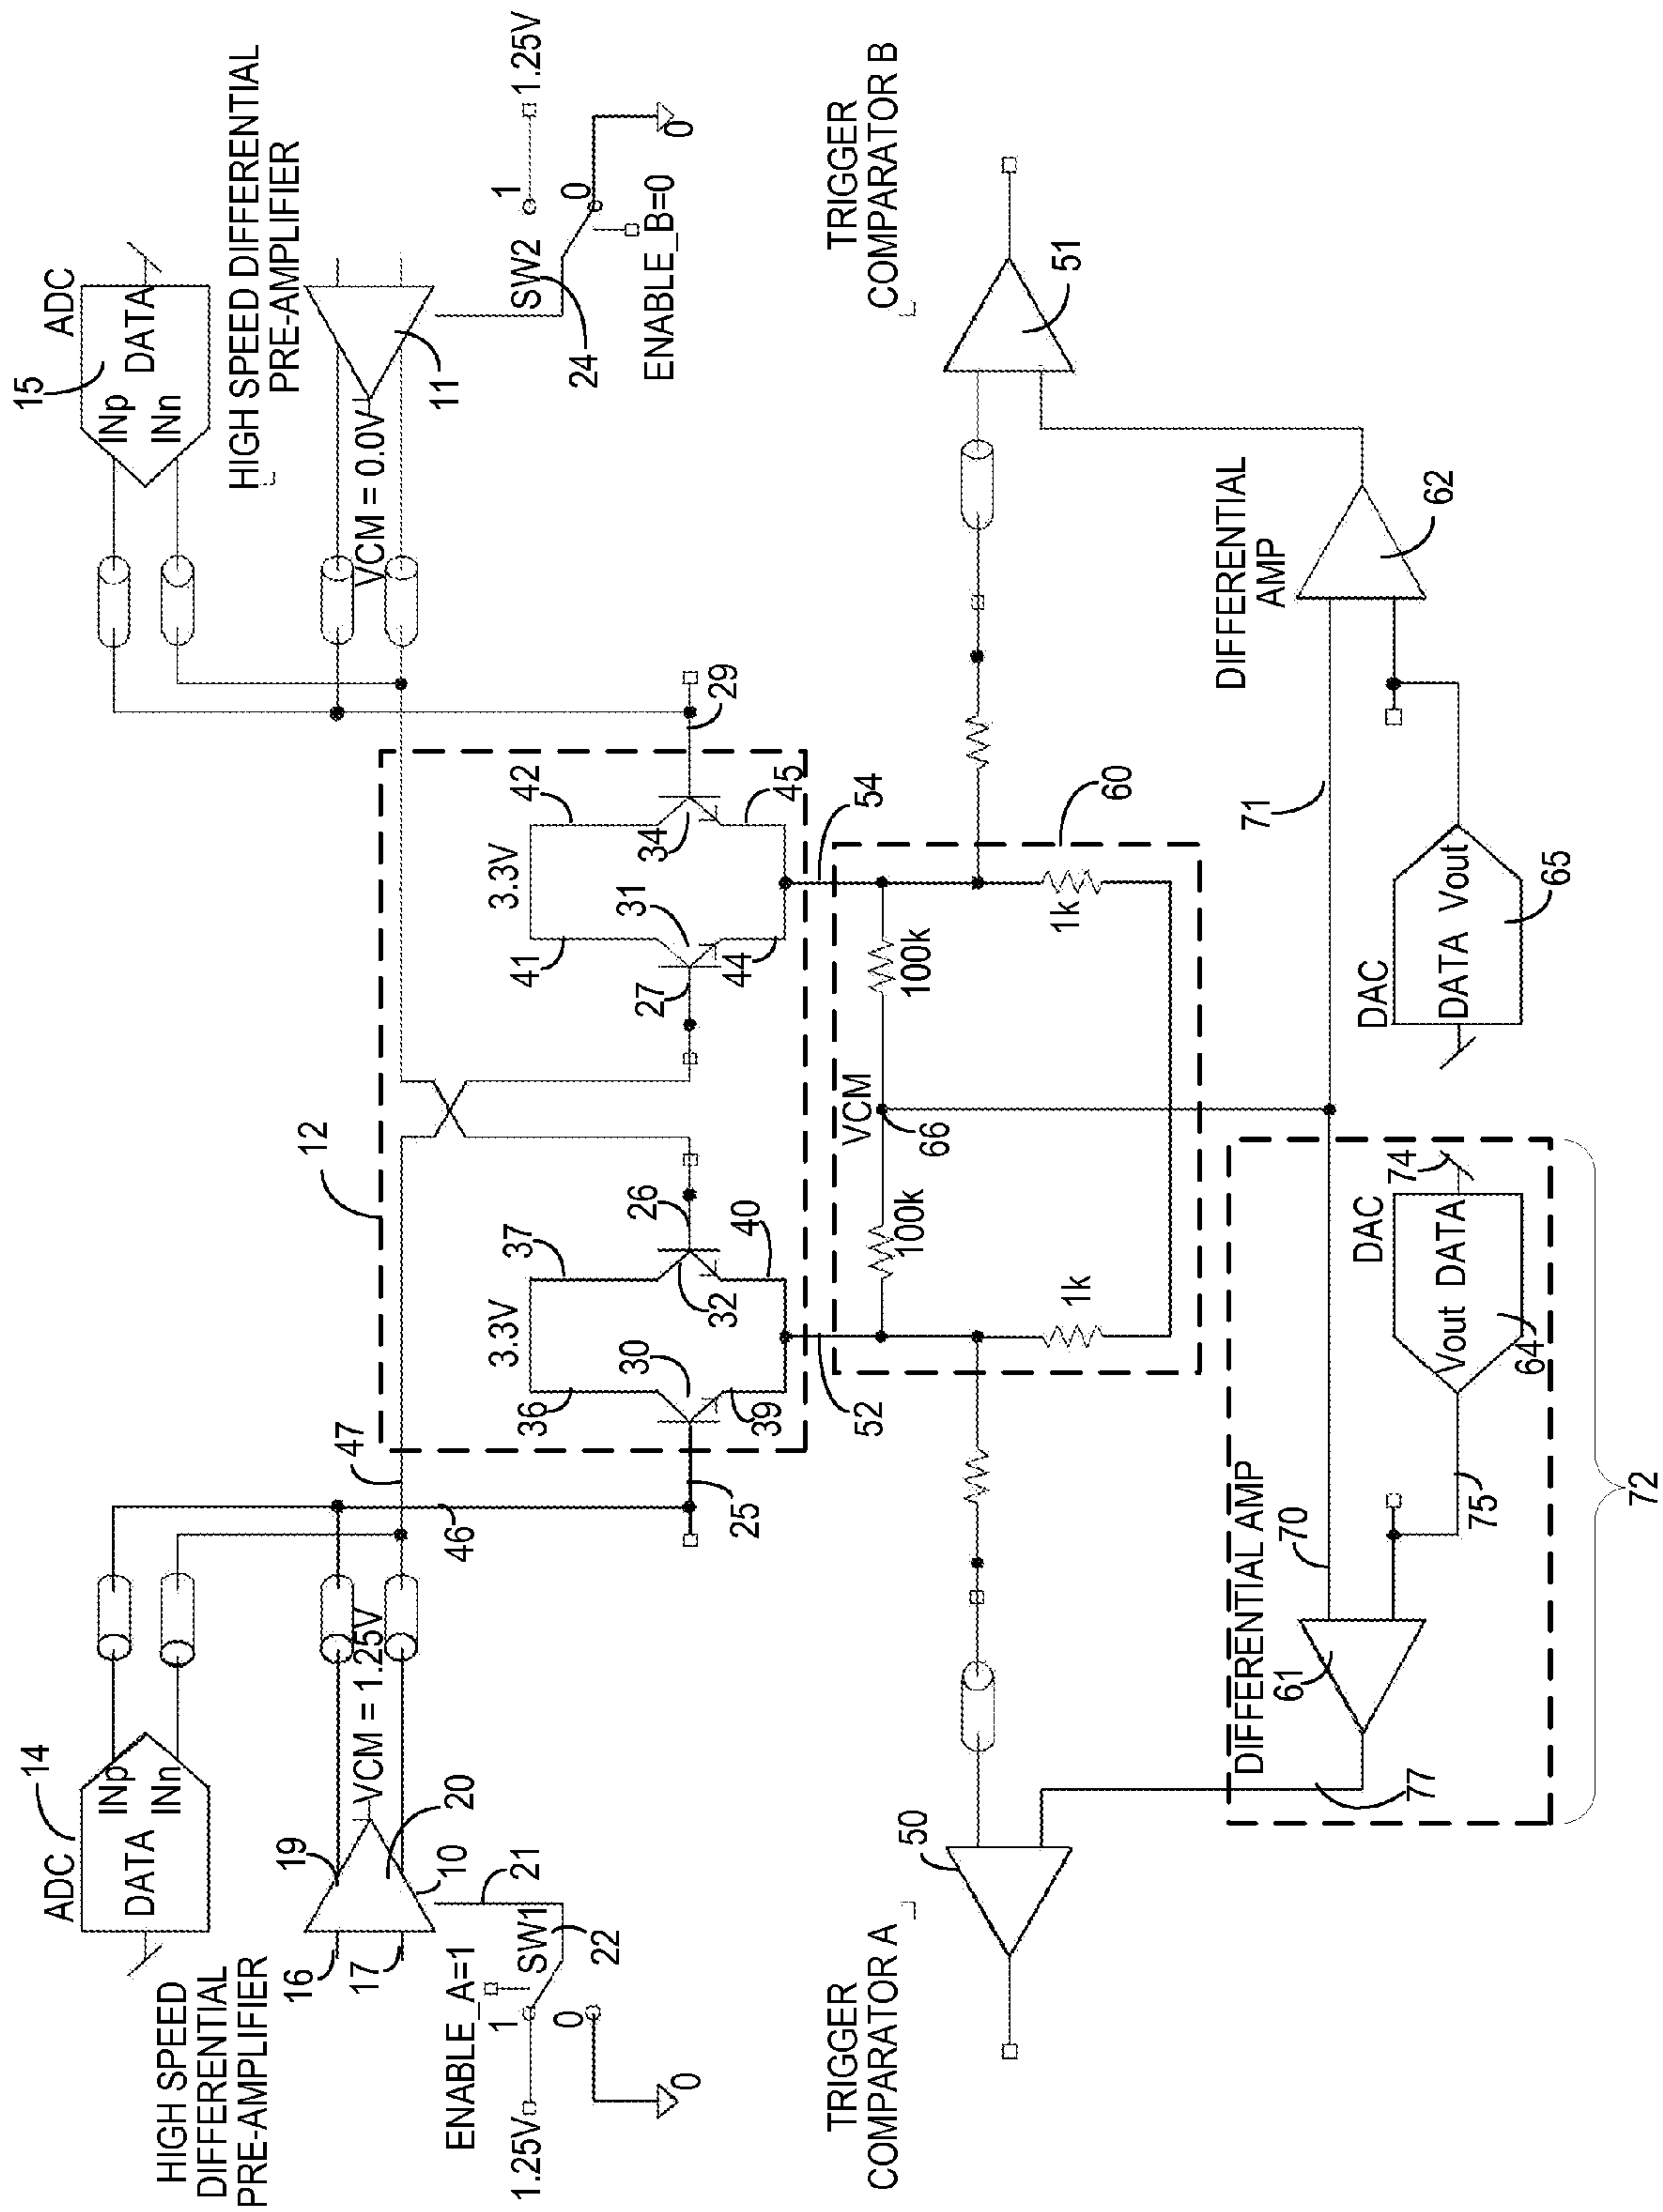 ADC
14
INp
DATA
INn
ADC
15
INp
DATA
INn
HIGH SPEED
DIFFERENTIAL
PRE-AMPLIFIER
16
17
19
20
10
VCM = 1.25V
21
ENABLE_A=1
1
SW1
22
1.25V
0
0
46
47
12
HIGH SPEED DIFFERENTIAL
PRE-AMPLIFIER
VCM = 0.0V
11
SW2
24
1
1.25V
0
0
ENABLE_B=0
3.3V
36
37
30
32
25
26
39
40
3.3V
41
42
31
34
27
29
44
45
52
54
60
TRIGGER
COMPARATOR A
50
TRIGGER
COMPARATOR B
51
100k
VCM
66
100k
1k
1k
DIFFERENTIAL AMP
61
70
77
DAC
74
Vout DATA
64
75
72
71
DIFFERENTIAL
AMP
62
DAC
DATA Vout
65